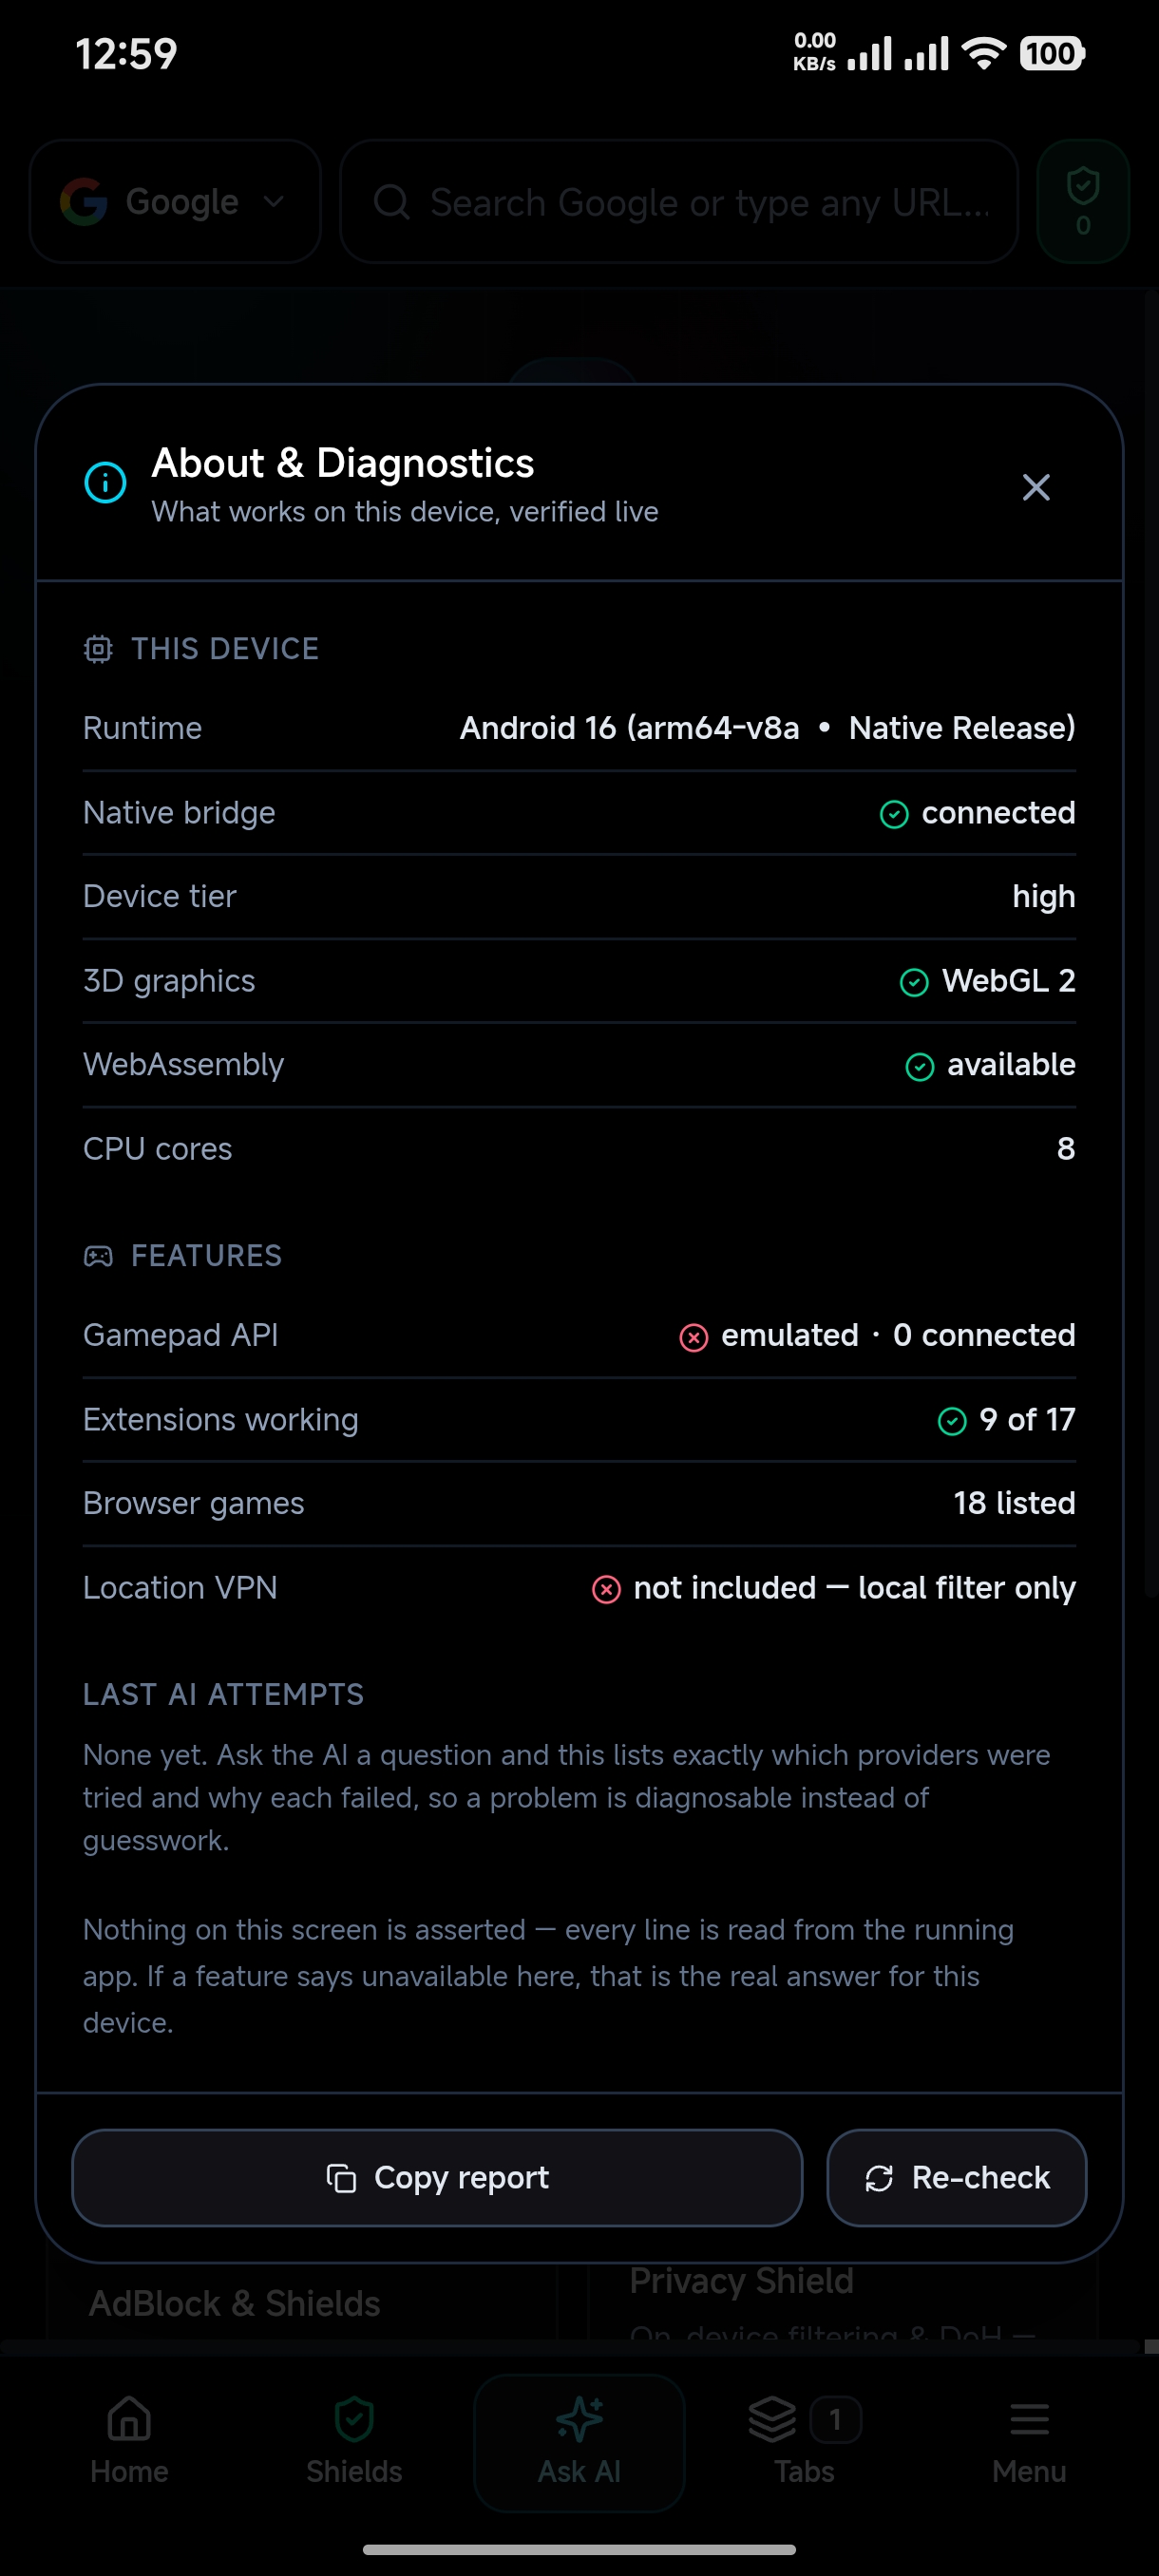 12:59
0.00
KB/s
100
Google
Search Google or type any URL...
0
About & Diagnostics
What works on this device, verified live
THIS DEVICE
Runtime
Android 16 (arm64-v8a • Native Release)
Native bridge
connected
Device tier
high
3D graphics
WebGL 2
WebAssembly
available
CPU cores
8
FEATURES
Gamepad API
emulated · 0 connected
Extensions working
9 of 17
Browser games
18 listed
Location VPN
not included — local filter only
LAST AI ATTEMPTS
None yet. Ask the AI a question and this lists exactly which providers were
tried and why each failed, so a problem is diagnosable instead of
guesswork.
Nothing on this screen is asserted — every line is read from the running
app. If a feature says unavailable here, that is the real answer for this
device.
Copy report
Re-check
AdBlock & Shields
Privacy Shield
On-device filtering & DoH —
Home
Shields
Ask AI
Tabs
1
Menu